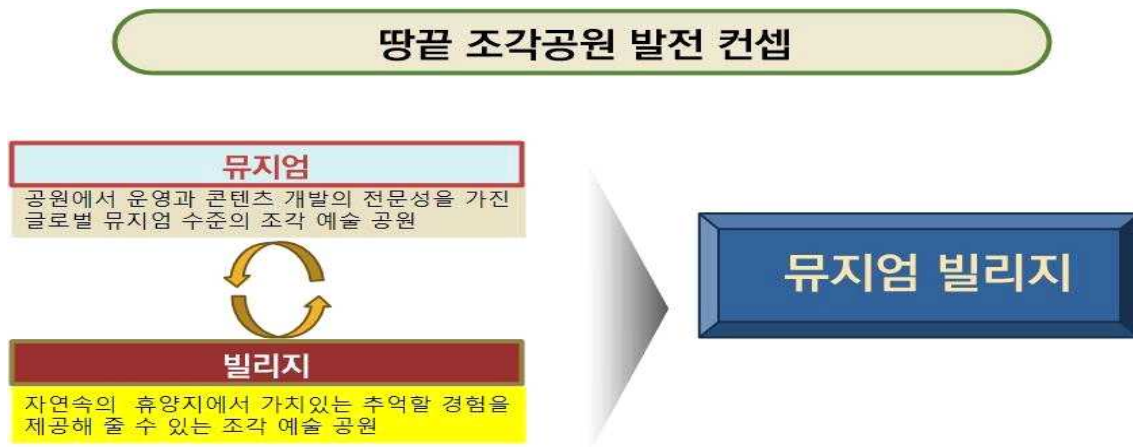 땅끝 조각공원 발전 컨셉
뮤지엄
공원에서 운영과 콘텐츠 개발의 전문성을 가진
글로벌 뮤지엄 수준의 조각 예술 공원
빌리지
자연속의 휴양지에서 가치있는 추억할 경험을
제공해 줄 수 있는 조각 예술 공원
뮤지엄 빌리지